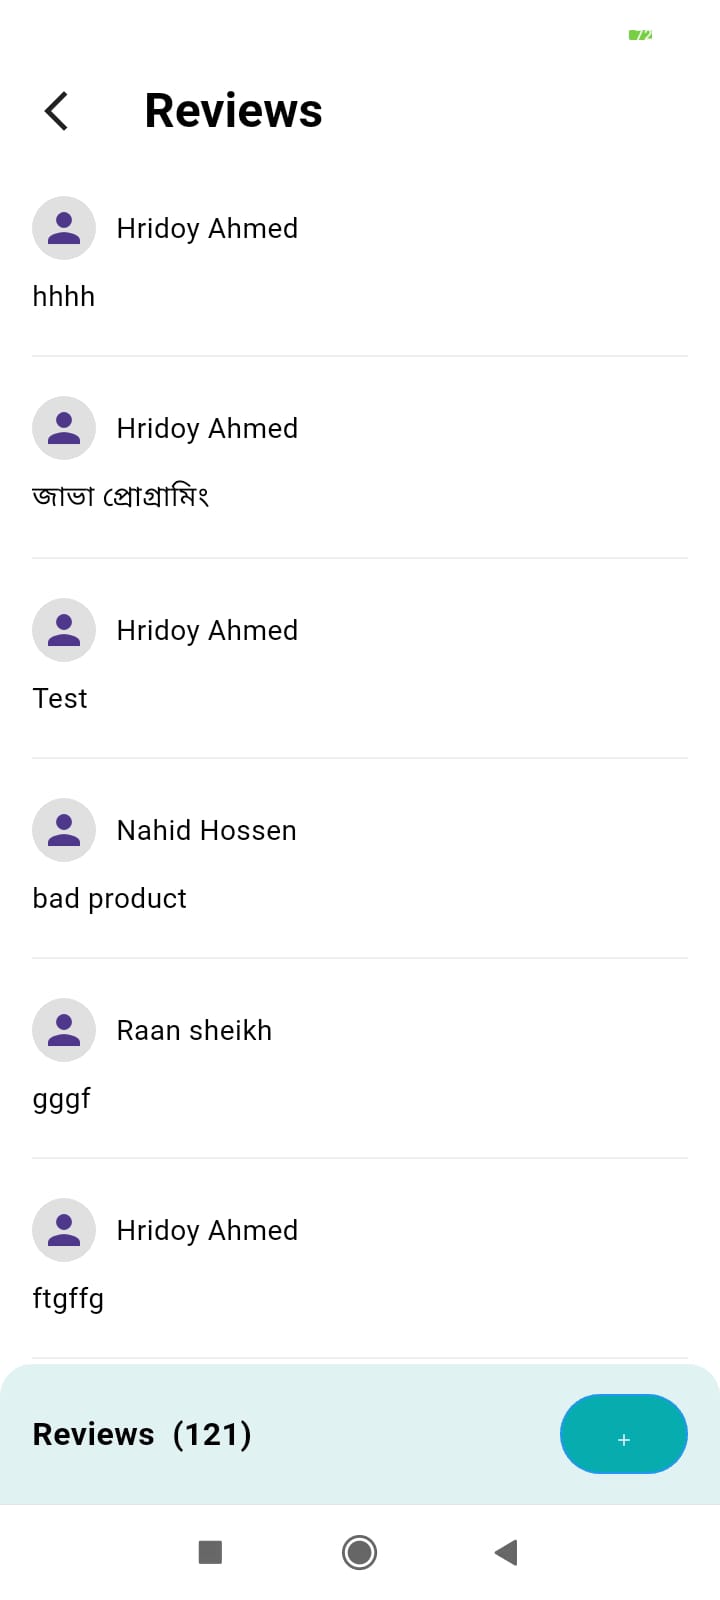 72
Reviews
Hridoy Ahmed
hhhh
Hridoy Ahmed
জাভা প্রোগ্রামিং
Hridoy Ahmed
Test
Nahid Hossen
bad product
Raan sheikh
gggf
Hridoy Ahmed
ftgffg
Reviews (121)
+